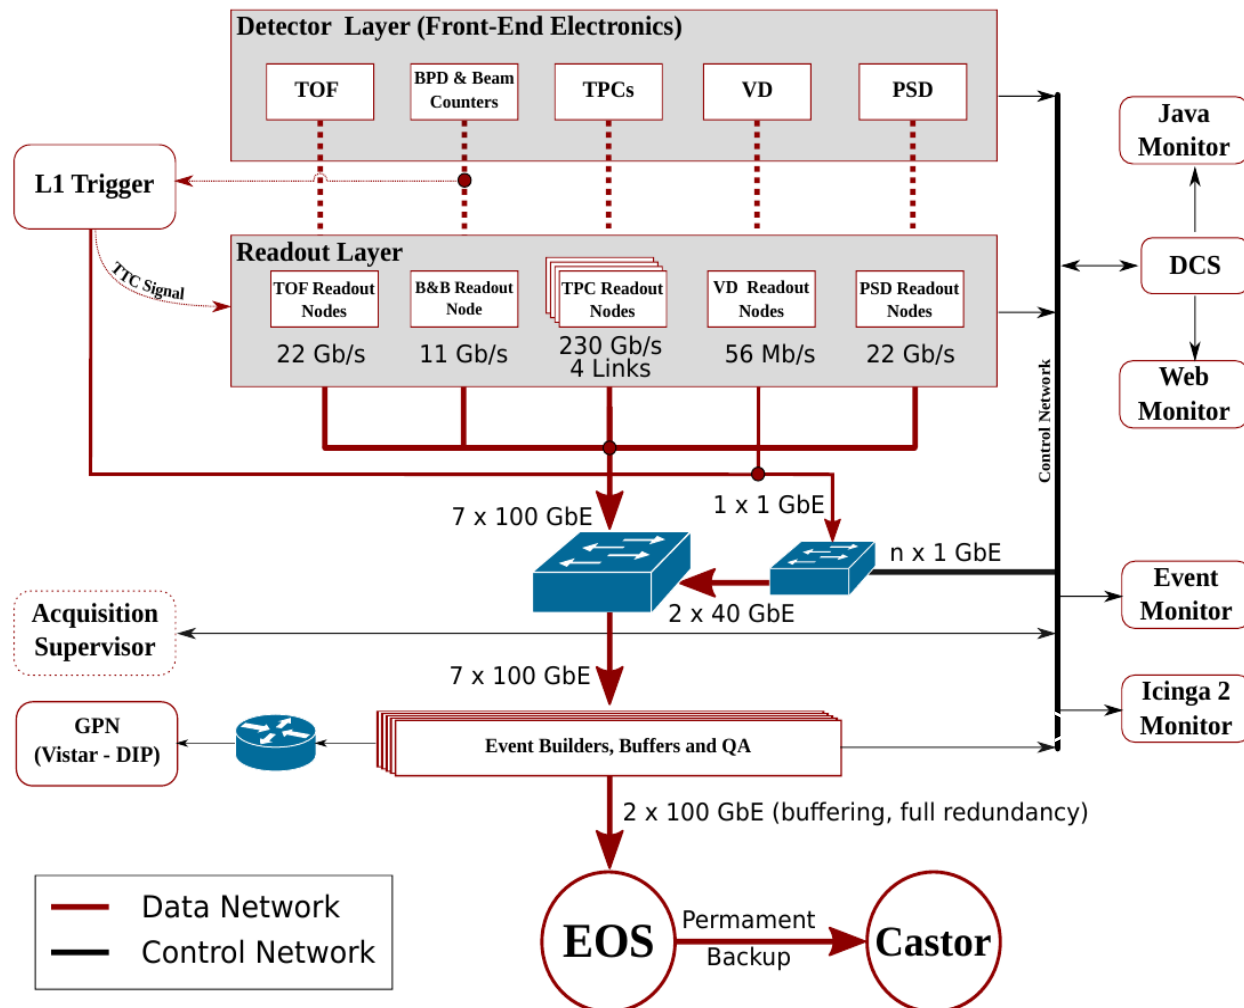 Detector Layer (Front-End Electronics)
TOF
BPD & Beam
Counters
TPCs
VD
PSD
Java
Monitor
L1 Trigger
TTC Signal
Readout Layer
TOF Readout
Nodes
B&B Readout
Node
TPC Readout
Nodes
VD Readout
Nodes
PSD Readout
Nodes
22 Gb/s
11 Gb/s
230 Gb/s
4 Links
56 Mb/s
22 Gb/s
DCS
Control Network
Web
Monitor
7 x 100 GbE
1 x 1 GbE
n x 1 GbE
2 x 40 GbE
Event
Monitor
Acquisition
Supervisor
7 x 100 GbE
Icinga 2
Monitor
GPN
(Vistar - DIP)
Event Builders, Buffers and QA
2 x 100 GbE (buffering, full redundancy)
Data Network
Control Network
EOS
Permament
Backup
Castor